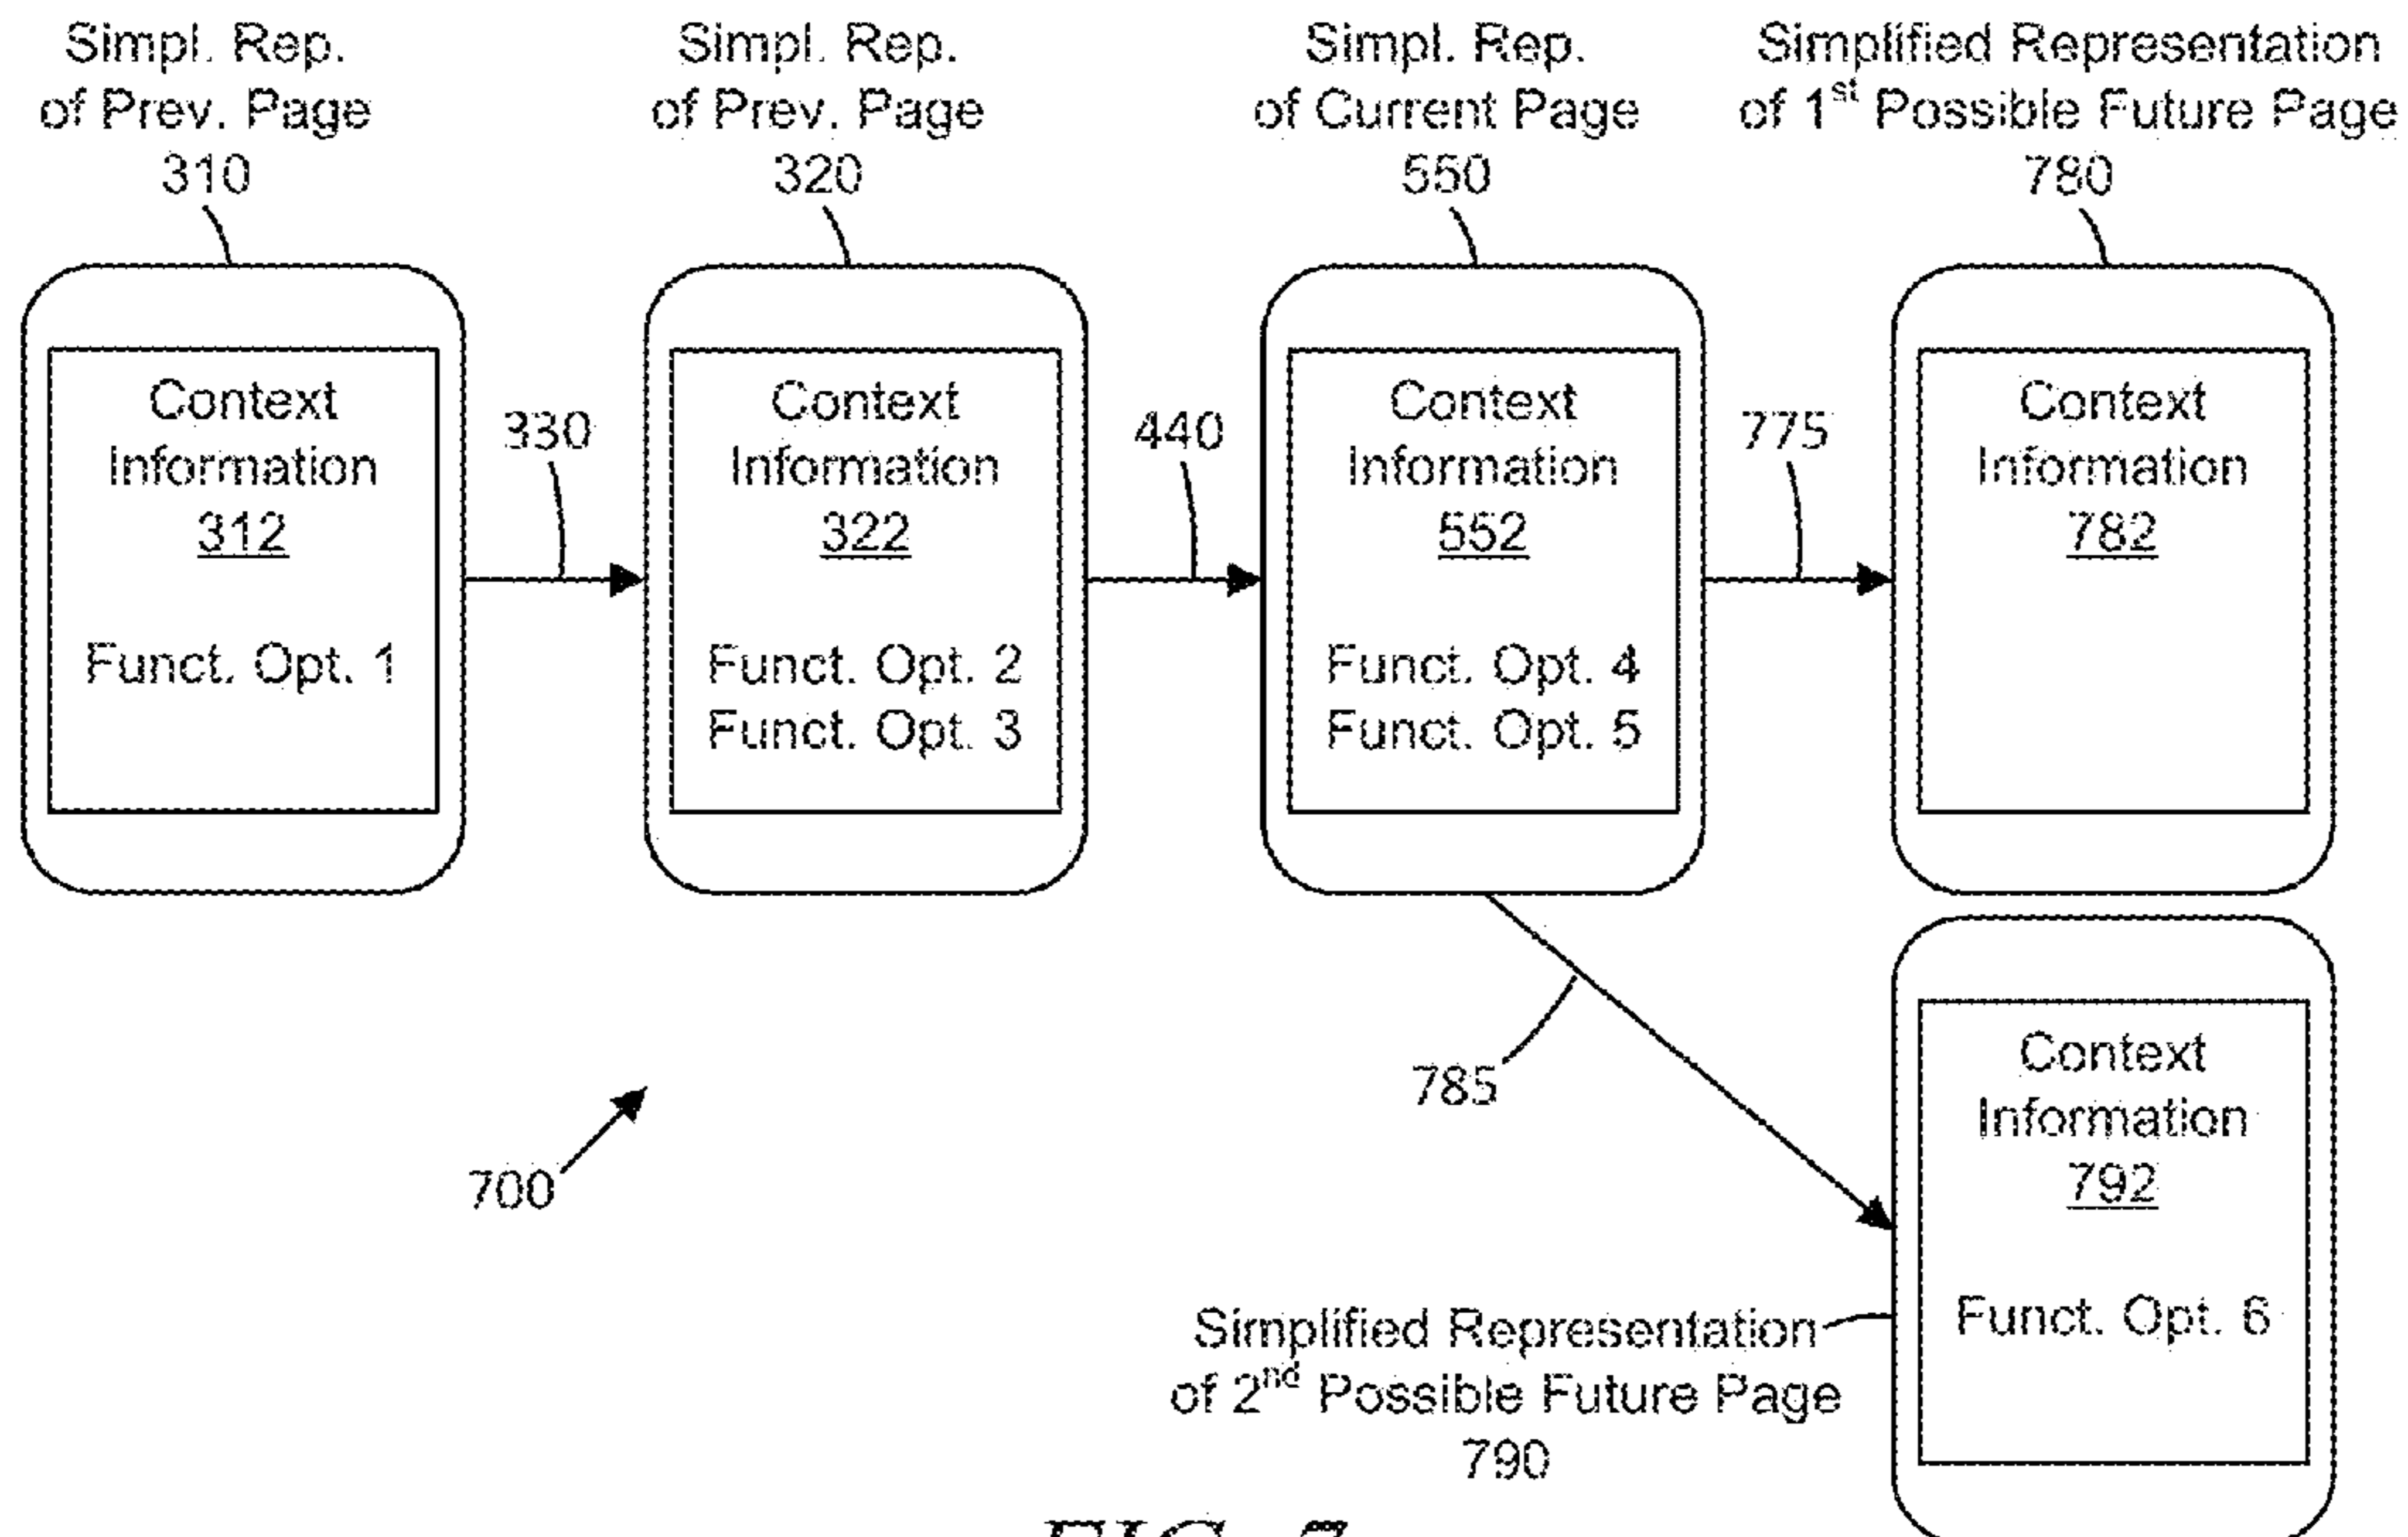 Simpl. Rep.
of Prev. Page
310
Simpl. Rep.
of Prev. Page
320
Simpl. Rep.
of Current Page
550
Simplified Representation
of 1st Possible Future Page
780
Context
Information
312
Funct. Opt. 1
330
Context
Information
322
Funct. Opt. 2
Funct. Opt. 3
440
Context
Information
552
Funct. Opt. 4
Funct. Opt. 5
775
Context
Information
782
785
700
Context
Information
792
Funct. Opt. 6
Simplified Representation
of 2nd Possible Future Page
790
FIG. 7